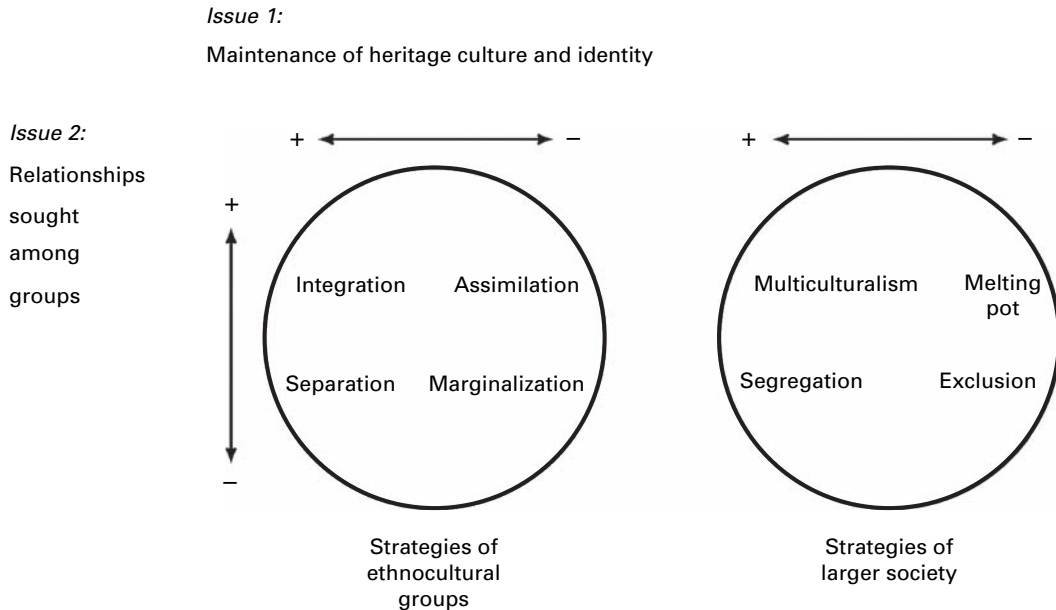 Issue 1:
Maintenance of heritage culture and identity
Issue 2:
Relationships
sought
among
groups
+ −
+ −
+
−
Integration Assimilation
Separation Marginalization
Multiculturalism Melting
pot
Segregation Exclusion
Strategies of
ethnocultural
groups
Strategies of
larger society